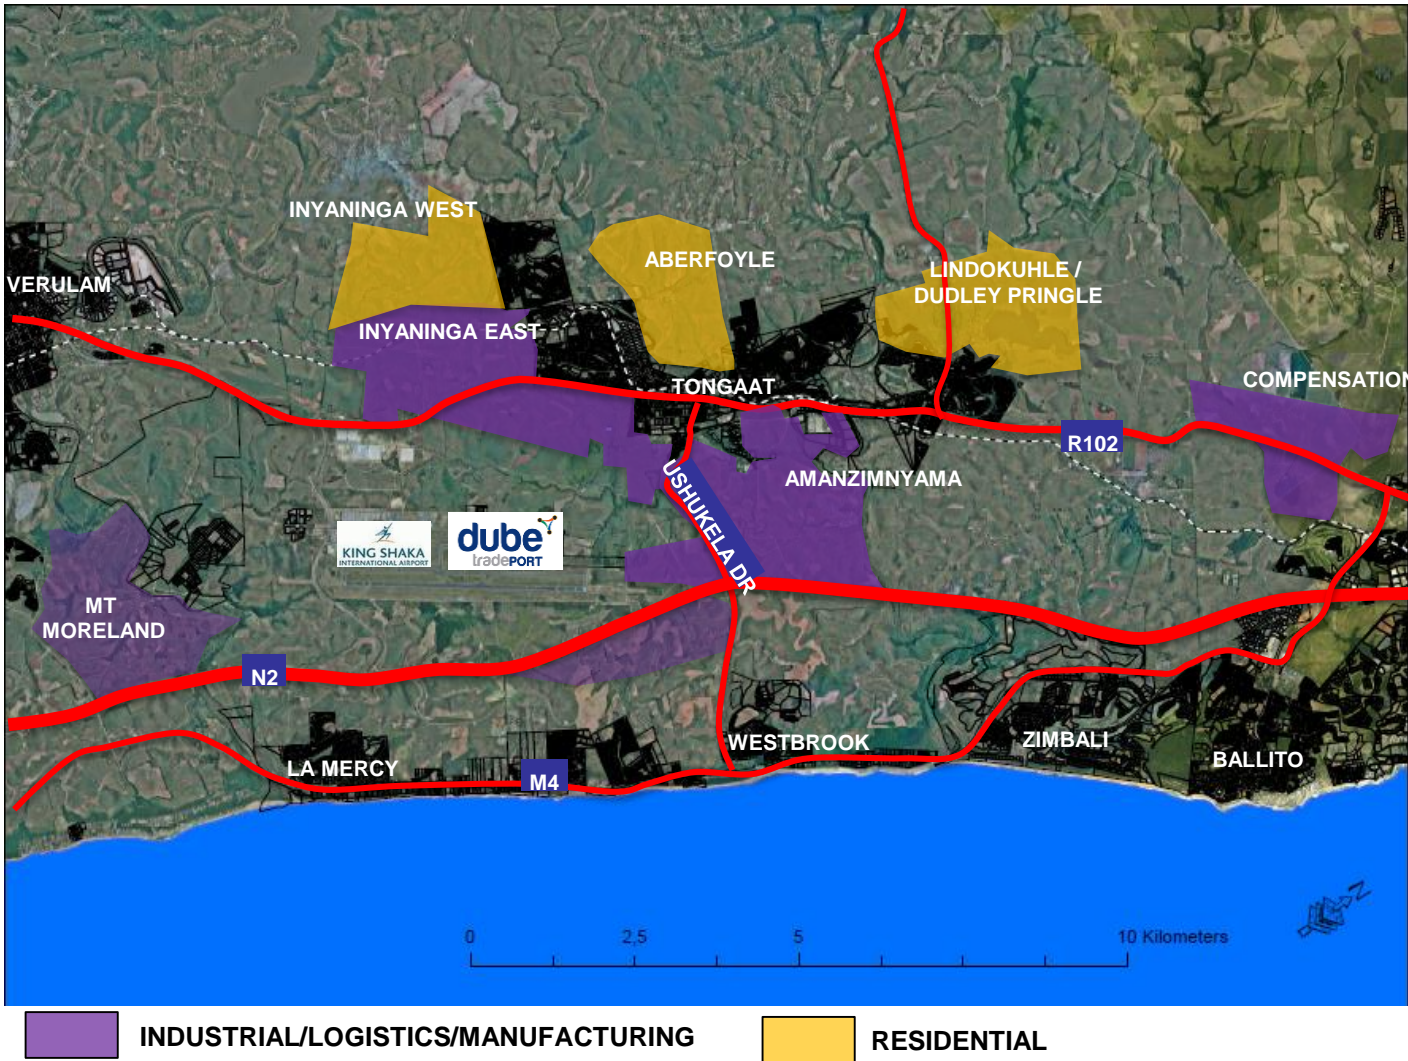 INYANINGA WEST
ABERFOYLE
VERULAM
LINDOKUHLE /
DUDLEY PRINGLE
INYANINGA EAST
TONGAAT
COMPENSATION
R102
AMANZIMNYAMA
USHUKELA DR
KING SHAKA
INTERNATIONAL AIRPORT
dube
tradePORT
MT
MORELAND
N2
WESTBROOK
ZIMBALI
BALLITO
LA MERCY
M4
N
0 2,5 5 10 Kilometers
INDUSTRIAL/LOGISTICS/MANUFACTURING
RESIDENTIAL